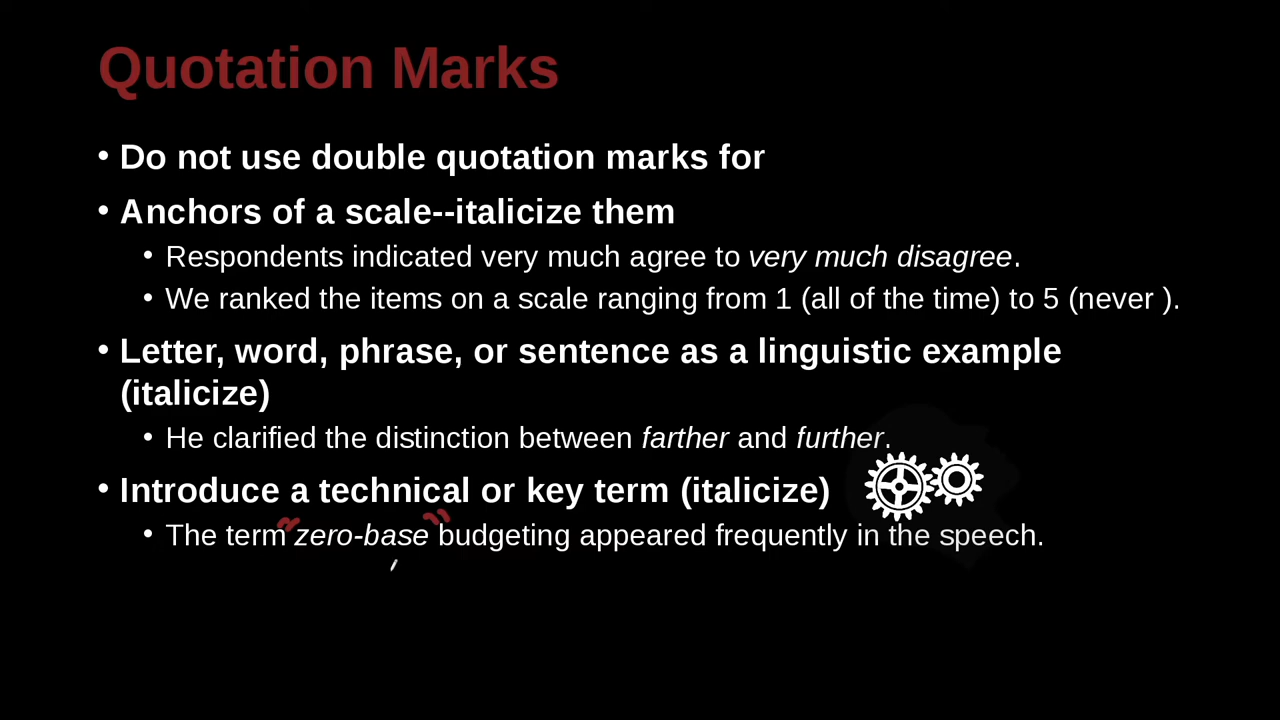 Quotation Marks
• Do not use double quotation marks for
• Anchors of a scale--italicize them
• Respondents indicated very much agree to very much disagree.
• We ranked the items on a scale ranging from 1 (all of the time) to 5 (never ).
• Letter, word, phrase, or sentence as a linguistic example
(italicize)
• He clarified the distinction between farther and further.
• Introduce a technical or key term (italicize)
• The term "zero-base" budgeting appeared frequently in the speech.